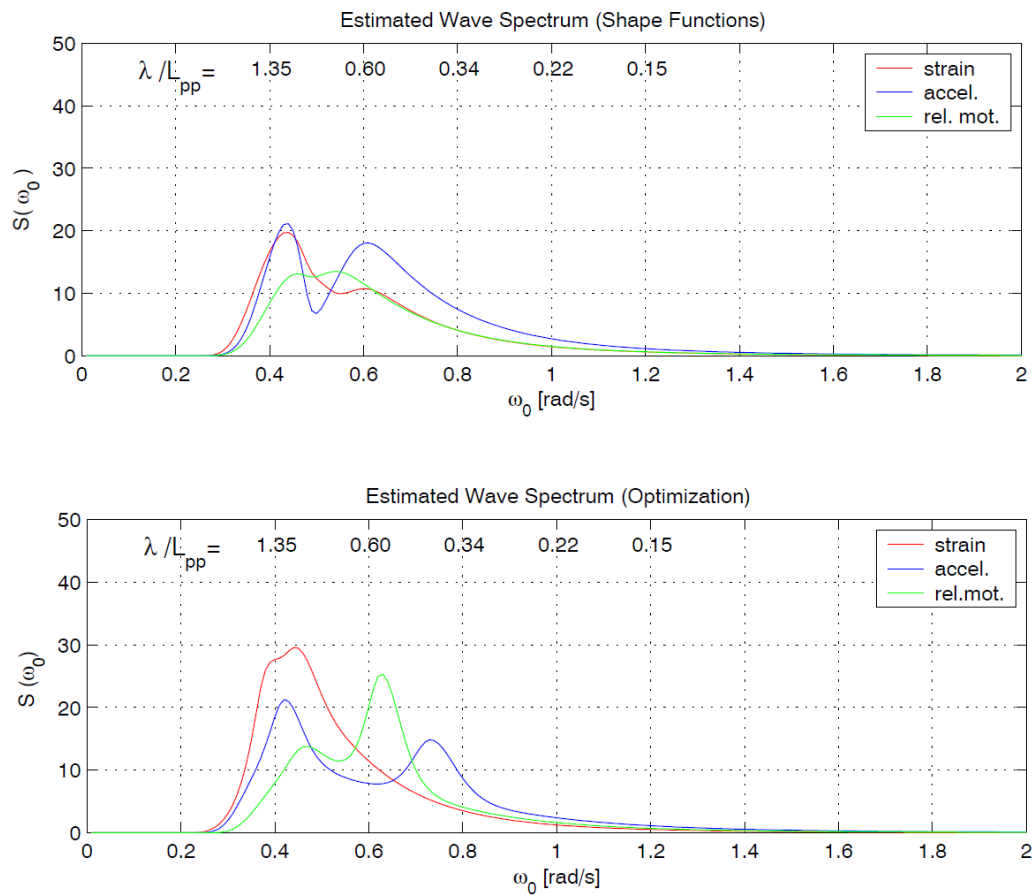 Estimated Wave Spectrum (Shape Functions)
50
λ /L_pp= 1.35 0.60 0.34 0.22 0.15
strain
accel.
rel. mot.
40
30
20
10
0
S( ω_0 )
0 0.2 0.4 0.6 0.8 1 1.2 1.4 1.6 1.8 2
ω_0 [rad/s]
Estimated Wave Spectrum (Optimization)
50
λ /L_pp= 1.35 0.60 0.34 0.22 0.15
strain
accel.
rel.mot.
40
30
20
10
0
S (ω_0)
0 0.2 0.4 0.6 0.8 1 1.2 1.4 1.6 1.8 2
ω_0 [rad/s]